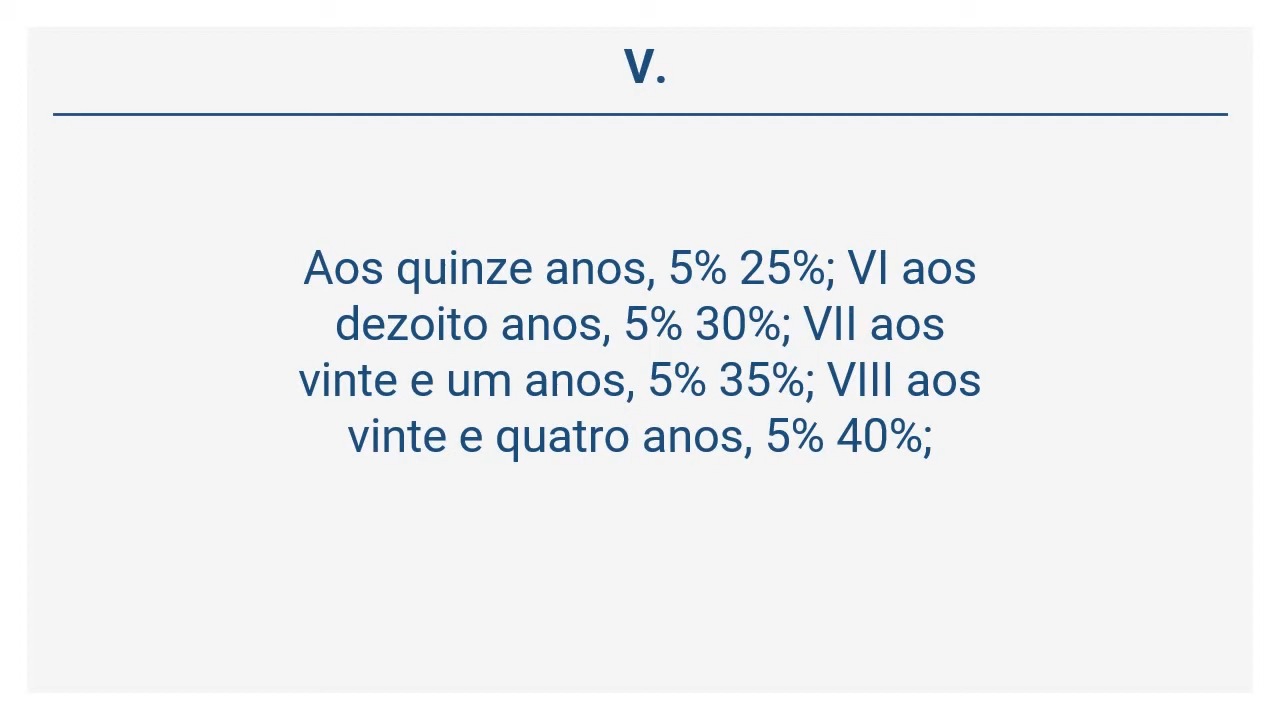 V.
Aos quinze anos, 5% 25%; VI aos
dezoito anos, 5% 30%; VII aos
vinte e um anos, 5% 35%; VIII aos
vinte e quatro anos, 5% 40%;